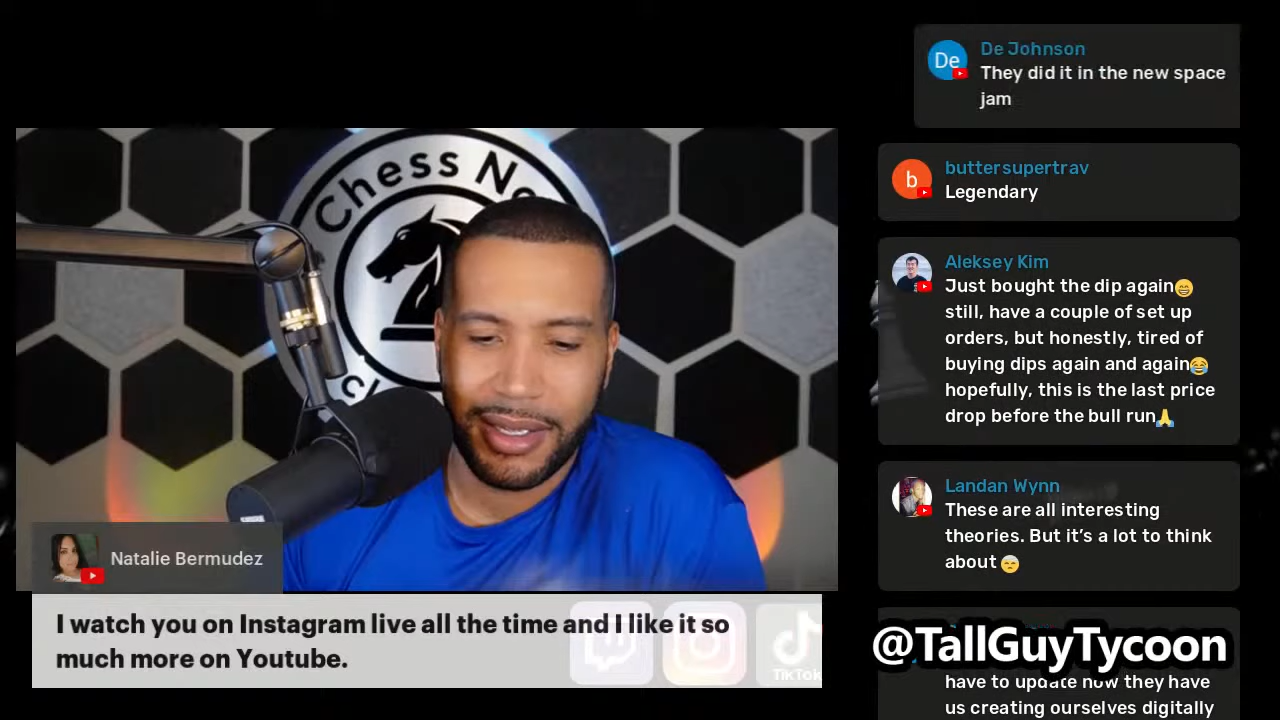 De
De Johnson
They did it in the new space
jam
b
buttersupertrav
Legendary
Aleksey Kim
Just bought the dip again😁
still, have a couple of set up
orders, but honestly, tired of
buying dips again and again😂
hopefully, this is the last price
drop before the bull run🙏
Landan Wynn
These are all interesting
theories. But it’s a lot to think
about
@TallGuyTycoon
have to update now they have
us creating ourselves digitally
Chess
Natalie Bermudez
I watch you on Instagram live all the time and I like it so
much more on Youtube.
TikTok